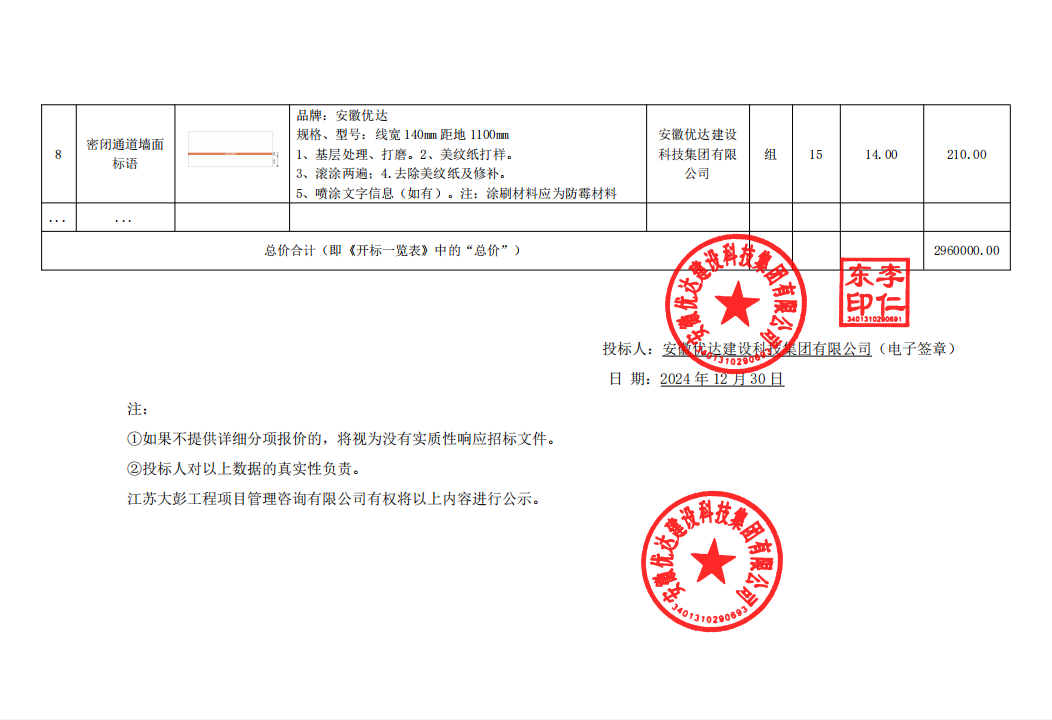 8
密闭通道墙面
标语
品牌：安徽优达
规格、型号：线宽 140mm 距地 1100mm
1、基层处理、打磨。2、美纹纸打样。
3、滚涂两遍；4.去除美纹纸及修补。
5、喷涂文字信息（如有）。注：涂刷材料应为防霉材料
安徽优达建设
科技集团有限
公司
组
15
14.00
210.00
...
...
总价合计（即《开标一览表》中的“总价”）
2960000.00
安徽优达建设科技集团有限公司
3401310290693
李仁东印
3401310290691
投标人：安徽优达建设科技集团有限公司（电子签章）
日 期：2024 年 12 月 30 日
注：
①如果不提供详细分项报价的，将视为没有实质性响应招标文件。
②投标人对以上数据的真实性负责。
江苏大彭工程项目管理咨询有限公司有权将以上内容进行公示。
安徽优达建设科技集团有限公司
3401310290693